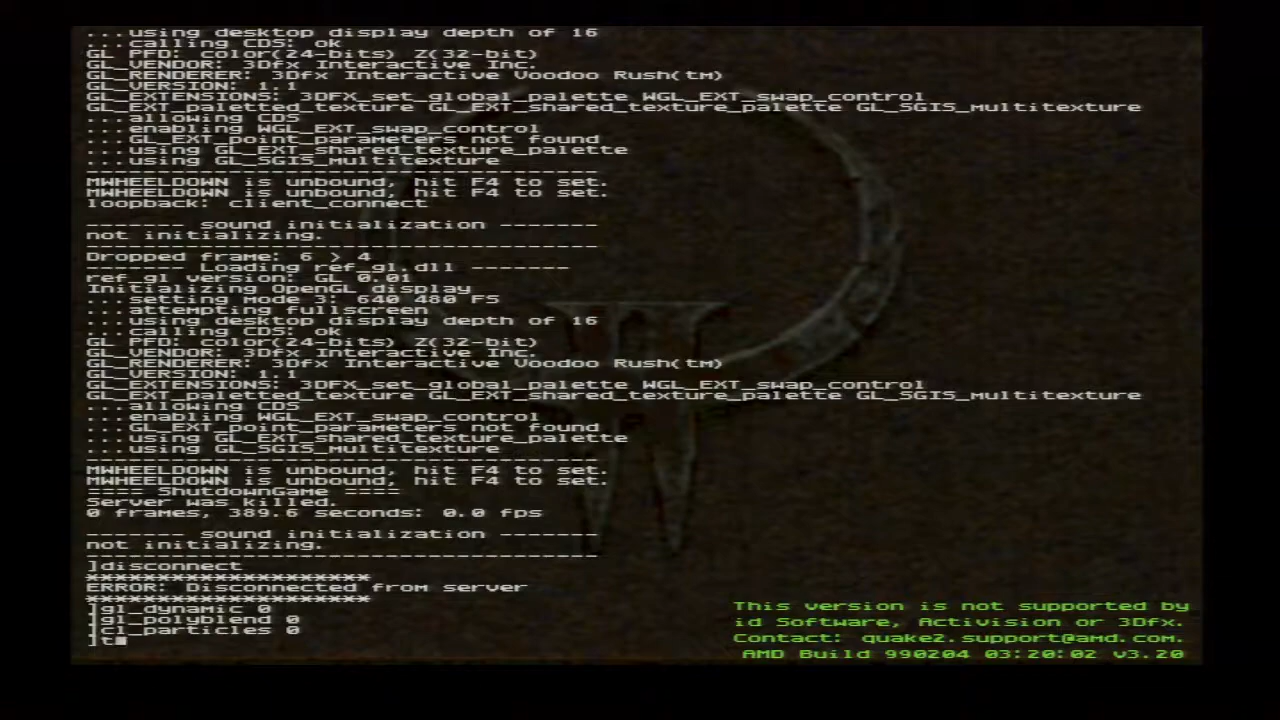 ...using desktop display depth of 16
...calling CDS: ok
GL_PFD: color(24-bits) Z(32-bit)
GL_VENDOR: 3Dfx Interactive Inc.
GL_RENDERER: 3Dfx Interactive Voodoo Rush(tm)
GL_VERSION: 1.1
GL_EXTENSIONS: 3DFX_set_global_palette WGL_EXT_swap_control
GL_EXT_paletted_texture GL_EXT_shared_texture_palette GL_SGIS_multitexture
...allowing CDS
...enabling WGL_EXT_swap_control
...GL_EXT_point_parameters not found
...using GL_EXT_shared_texture_palette
...using GL_SGIS_multitexture
------------------------------------
MWHEELDOWN is unbound, hit F4 to set.
MWHEELDOWN is unbound, hit F4 to set.
loopback: client_connect
------- sound initialization -------
not initializing.
------------------------------------
Dropped frame: 6 > 4
------- Loading ref_gl.dll -------
ref_gl version: GL 0.01
Initializing OpenGL display
...setting mode 3: 640 480 FS
...attempting fullscreen
...using desktop display depth of 16
...calling CDS: ok
GL_PFD: color(24-bits) Z(32-bit)
GL_VENDOR: 3Dfx Interactive Inc.
GL_RENDERER: 3Dfx Interactive Voodoo Rush(tm)
GL_VERSION: 1.1
GL_EXTENSIONS: 3DFX_set_global_palette WGL_EXT_swap_control
GL_EXT_paletted_texture GL_EXT_shared_texture_palette GL_SGIS_multitexture
...allowing CDS
...enabling WGL_EXT_swap_control
...GL_EXT_point_parameters not found
...using GL_EXT_shared_texture_palette
...using GL_SGIS_multitexture
------------------------------------
MWHEELDOWN is unbound, hit F4 to set.
MWHEELDOWN is unbound, hit F4 to set.
==== ShutdownGame ====
Server was killed.
0 frames, 389.6 seconds: 0.0 fps
------- sound initialization -------
not initializing.
------------------------------------
]disconnect
********************
ERROR: Disconnected from server
********************
]gl_dynamic 0
]gl_polyblend 0
]cl_particles 0
]t
This version is not supported by
id Software, Activision or 3Dfx.
Contact: quake2.support@amd.com.
AMD Build 990204 03:20:02 v3.20